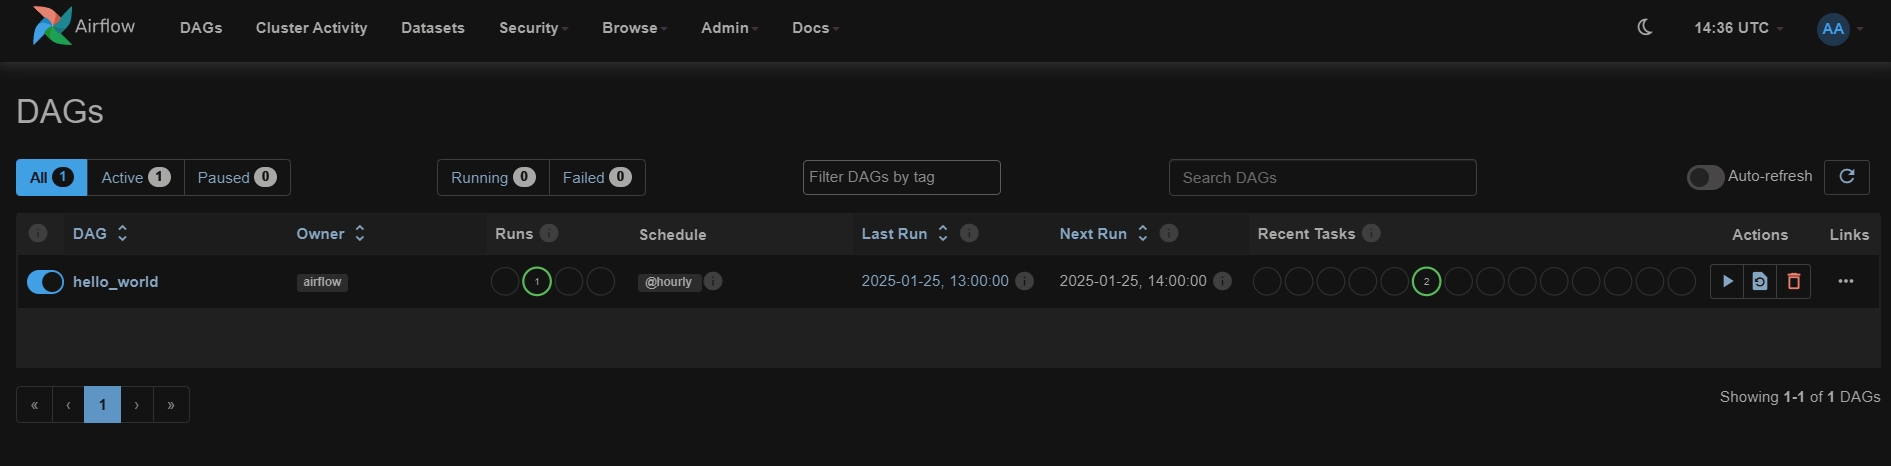 Airflow DAGs Cluster Activity Datasets Security Browse Admin Docs 14:36 UTC AA
DAGs
All 1 Active 1 Paused 0 Running 0 Failed 0 Filter DAGs by tag Search DAGs Auto-refresh
DAG Owner Runs Schedule Last Run Next Run Recent Tasks Actions Links
hello_world airflow 1 @hourly 2025-01-25, 13:00:00 2025-01-25, 14:00:00 2
« ‹ 1 › »
Showing 1-1 of 1 DAGs